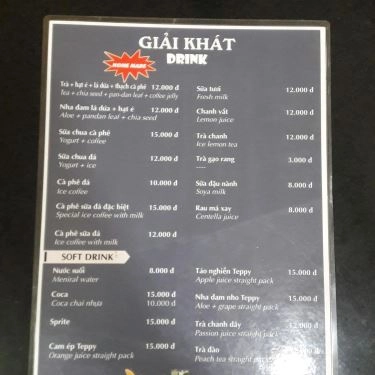 GIẢI KHÁT
DRINK
HOME MADE
Trà + hạt é + lá dứa + thạch cà phê 12.000 đ
Tea + chia seed + pan-dan leaf + coffee jelly
Nha đam lá dứa + hạt é 12.000 đ
Aloe + pandan leaf + chia seed
Sữa chua cà phê 15.000 đ
Yogurt + coffee
Sữa chua đá 12.000 đ
Yogurt + ice
Cà phê đá 10.000 đ
Ice coffee
Cà phê sữa đá đặc biệt 15.000 đ
Special ice coffee with milk
Cà phê sữa đá 12.000 đ
Ice coffee with milk
Sữa tươi 12.000 đ
Fresh milk
Chanh vắt 12.000 đ
Lemon juice
Trà chanh 12.000 đ
Ice lemon tea
Trà gạo rang 3.000 đ
----
Sữa đậu nành 8.000 đ
Soya milk
Rau má xay 8.000 đ
Centella juice
SOFT DRINK
Nước suối 8.000 đ
Meniral water
Coca 15.000 đ
Coca chai nhựa 10.000 đ
Sprite 15.000 đ
Cam ép Teppy 15.000 đ
Orange juice straight pack
Táo nghiền Teppy 15.000 đ
Apple juice straight pack
Nha đam nho Teppy 15.000 đ
Aloe + grape straight pack
Trà chanh dây 12.000 đ
Passion juice straight pack
Trà đào
Peach tea straight pack